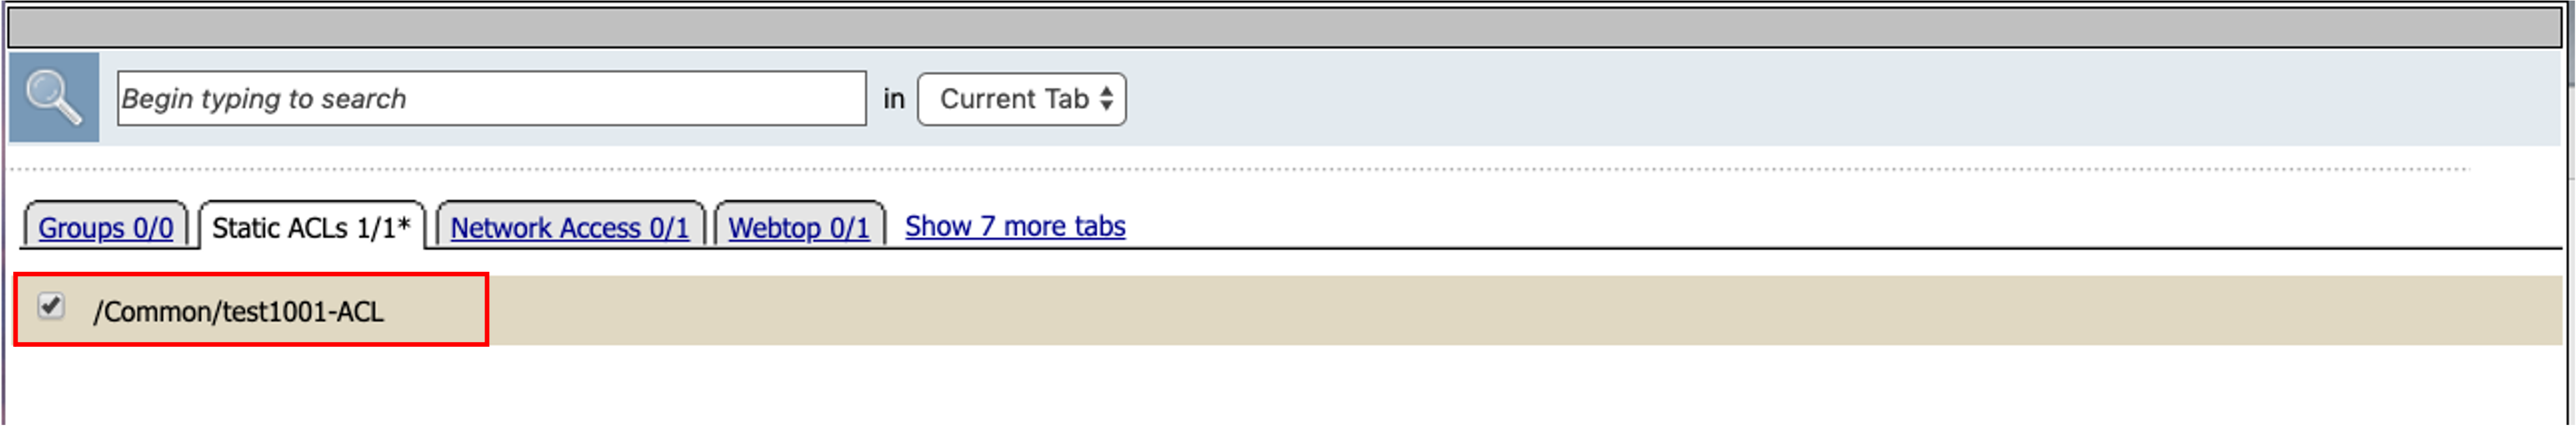 Begin typing to search in Current Tab
Groups 0/0 Static ACLs 1/1* Network Access 0/1 Webtop 0/1 Show 7 more tabs
/Common/test1001-ACL